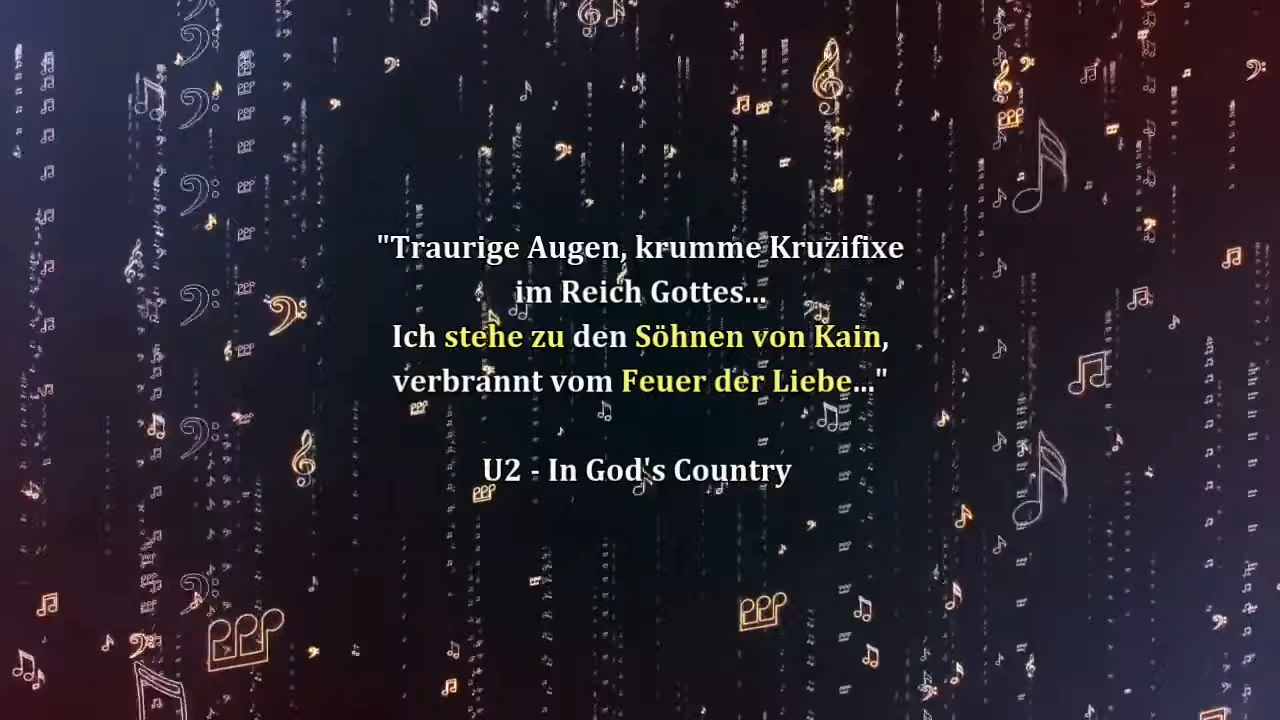 "Traurige Augen, krumme Kruzifixe
im Reich Gottes...
Ich stehe zu den Söhnen von Kain,
verbrannt vom Feuer der Liebe..."
U2 - In God's Country